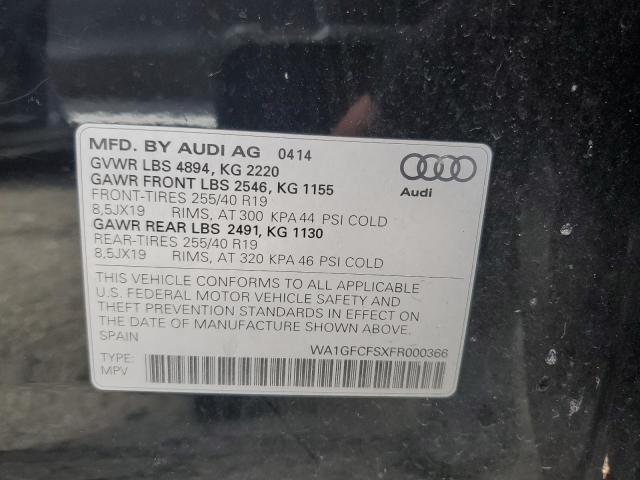 MFD. BY AUDI AG 0414
GVWR LBS 4894, KG 2220
GAWR FRONT LBS 2546, KG 1155
FRONT-TIRES 255/40 R19
8,5JX19 RIMS, AT 300 KPA 44 PSI COLD
GAWR REAR LBS 2491, KG 1130
REAR-TIRES 255/40 R19
8,5JX19 RIMS, AT 320 KPA 46 PSI COLD
Audi
THIS VEHICLE CONFORMS TO ALL APPLICABLE
U.S. FEDERAL MOTOR VEHICLE SAFETY AND
THEFT PREVENTION STANDARDS IN EFFECT ON
THE DATE OF MANUFACTURE SHOWN ABOVE.
SPAIN
WA1GFCFSXFR000366
TYPE:
MPV